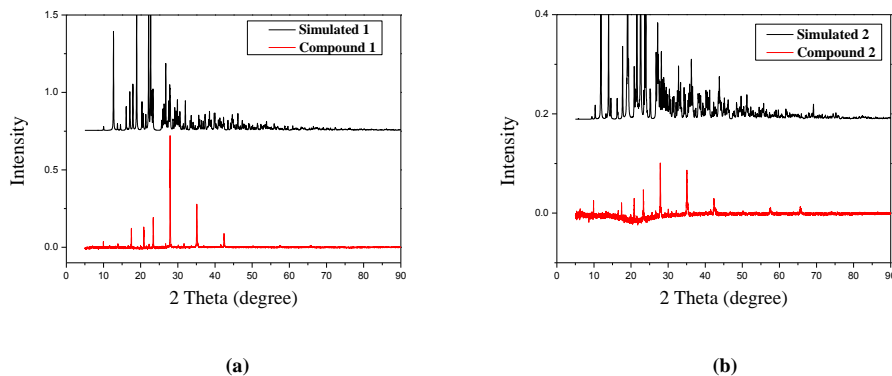 Simulated 1
Compound 1
Intensity
1.5
1.0
0.5
0.0
0 10 20 30 40 50 60 70 80 90
2 Theta (degree)
(a)
Simulated 2
Compound 2
Intensity
0.4
0.2
0.0
0 10 20 30 40 50 60 70 80 90
2 Theta (degree)
(b)